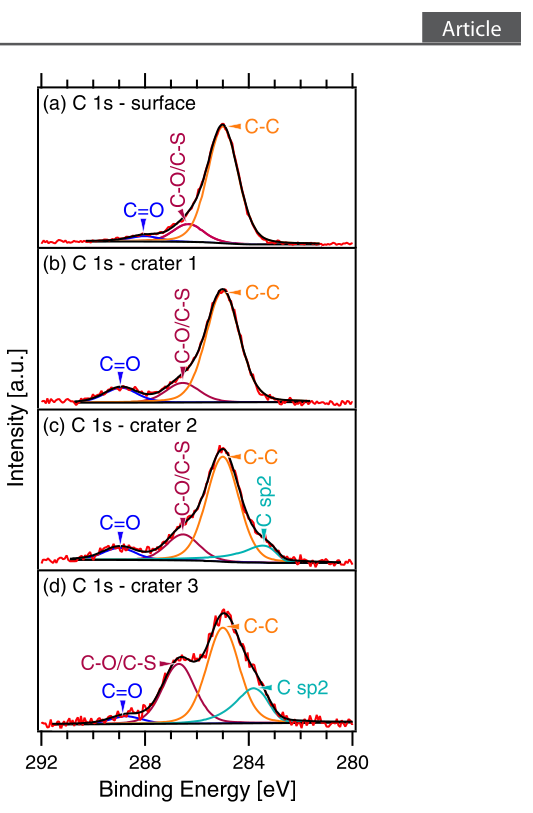 Article
(a) C 1s - surface
C-C
C-O/C-S
C=O
(b) C 1s - crater 1
C-C
C-O/C-S
C=O
(c) C 1s - crater 2
C-C
C-O/C-S
C sp2
C=O
(d) C 1s - crater 3
C-C
C-O/C-S
C=O
C sp2
Intensity [a.u.]
292 288 284 280
Binding Energy [eV]